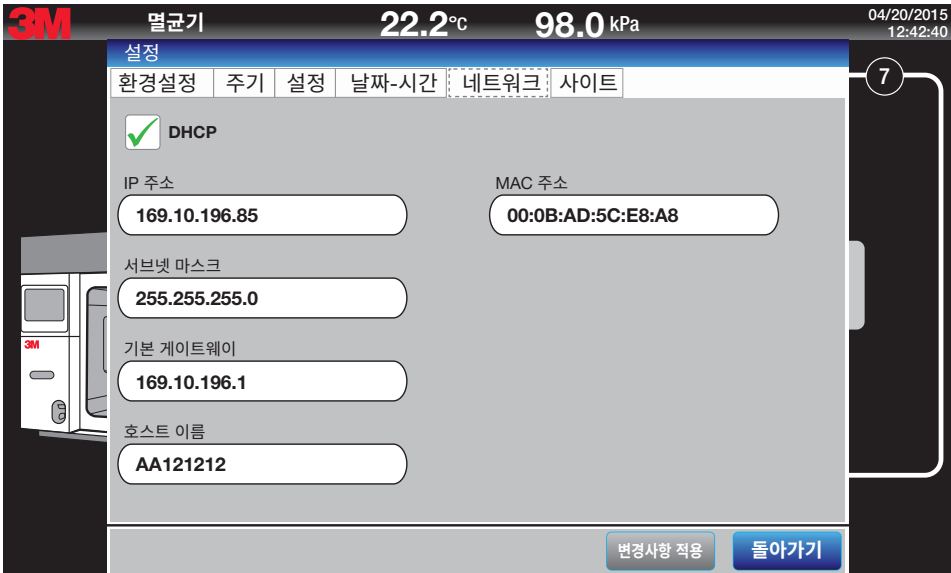 3M 멸균기 22.2°C 98.0 kPa 04/20/2015
12:42:40
설정
환경설정 주기 설정 날짜-시간 네트워크 사이트
7
DHCP
IP 주소 MAC 주소
169.10.196.85 00:0B:AD:5C:E8:A8
서브넷 마스크
255.255.255.0
3M
기본 게이트웨이
169.10.196.1
호스트 이름
AA121212
변경사항 적용 돌아가기